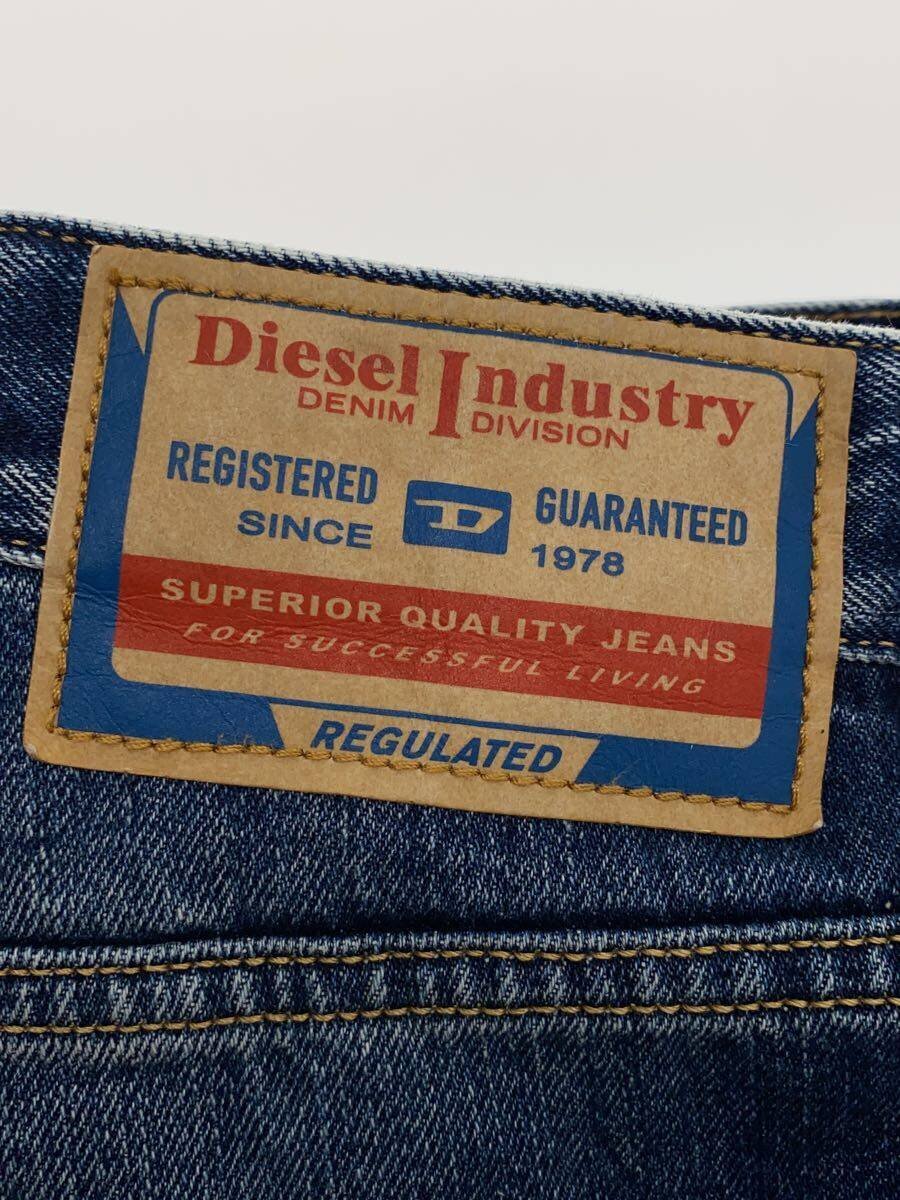 Diesel Industry
DENIM DIVISION
REGISTERED D GUARANTEED
SINCE 1978
SUPERIOR QUALITY JEANS
FOR SUCCESSFUL LIVING
REGULATED